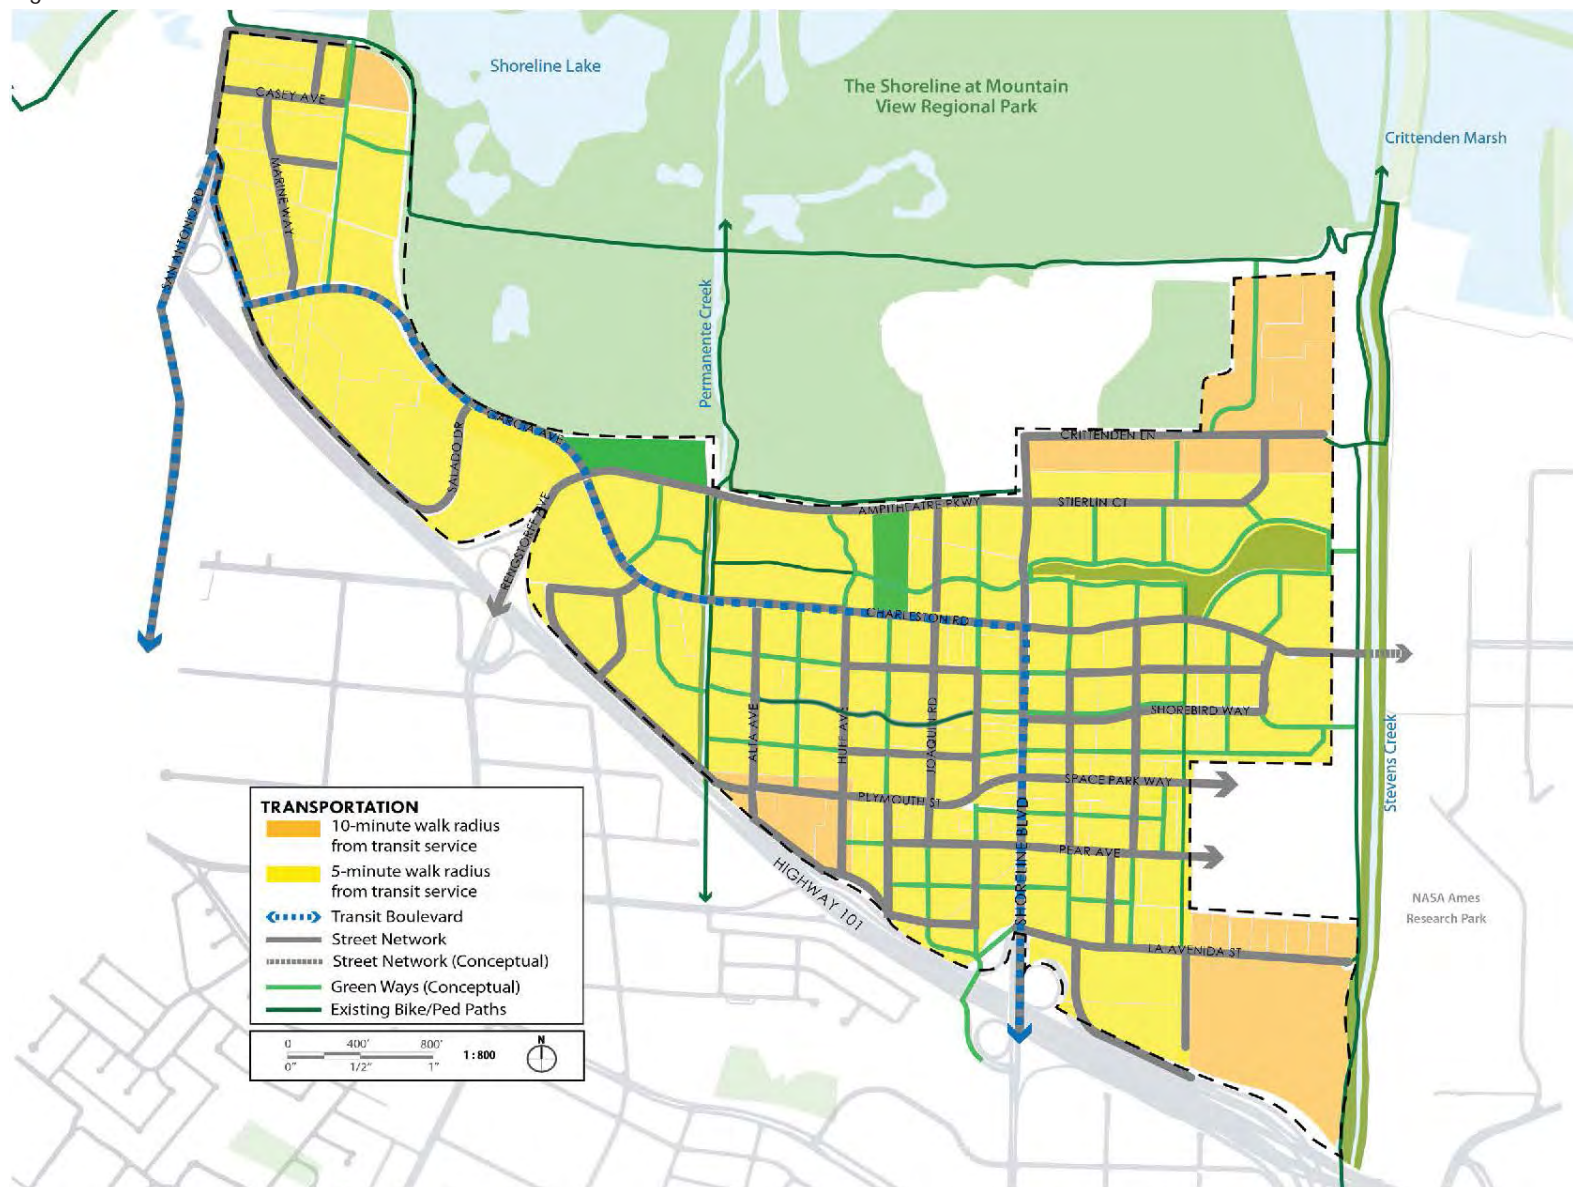 Shoreline Lake
The Shoreline at Mountain
View Regional Park
Crittenden Marsh
CASEY AVE
MARINE WAY
SAN ANTONIO RD
Permanente Creek
GARCIA AVE
SALADO DR
RENGSTORFF AVE
CRITTENDEN LN
AMPITHEATRE PKWY
STIERLIN CT
CHARLESTON RD
SHOREBIRD WAY
ALTA AVE
HUFF AVE
JOAQUIN RD
SPACE PARK WAY
PLYMOUTH ST
SHORELINE BLVD
PEAR AVE
Stevens Creek
HIGHWAY 101
LA AVENIDA ST
NASA Ames
Research Park
TRANSPORTATION
10-minute walk radius
from transit service
5-minute walk radius
from transit service
Transit Boulevard
Street Network
Street Network (Conceptual)
Green Ways (Conceptual)
Existing Bike/Ped Paths
0 400' 800'
0" 1/2" 1"
1 : 800
N